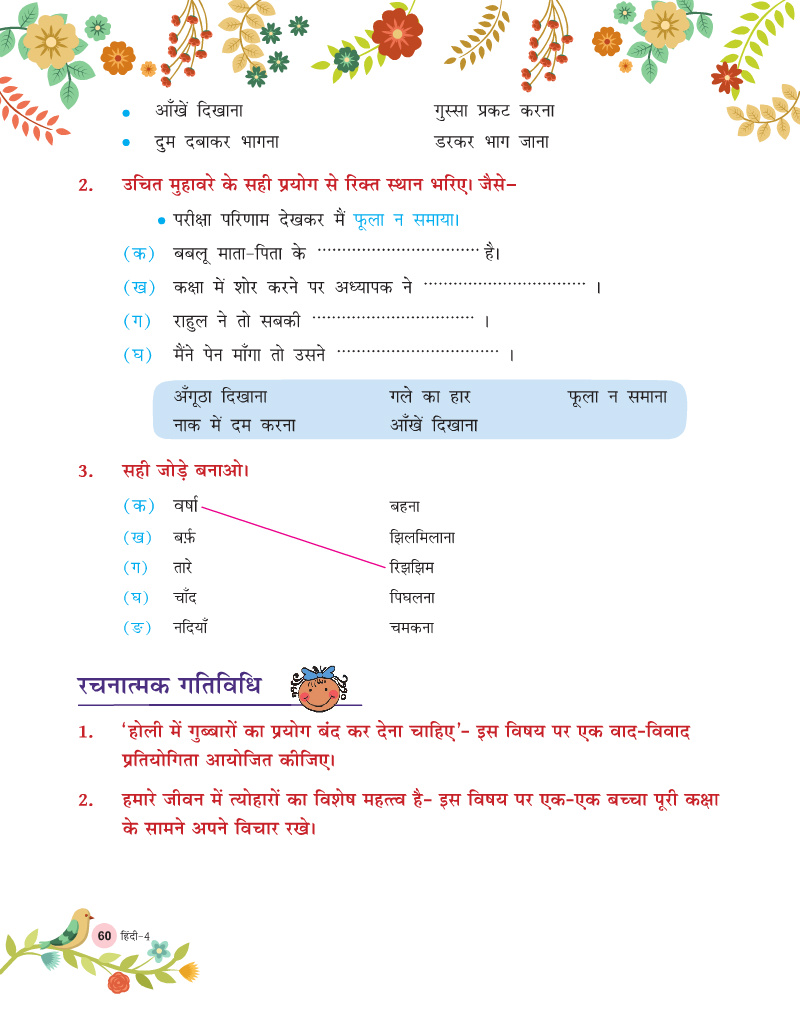 • आँखें दिखाना गुस्सा प्रकट करना
• दुम दबाकर भागना डरकर भाग जाना
2. उचित मुहावरे के सही प्रयोग से रिक्त स्थान भरिए। जैसे–
• परीक्षा परिणाम देखकर मैं फूला न समाया।
(क) बबलू माता-पिता के ................................. है।
(ख) कक्षा में शोर करने पर अध्यापक ने ................................. ।
(ग) राहुल ने तो सबकी ................................. ।
(घ) मैंने पेन माँगा तो उसने ................................. ।
अँगूठा दिखाना गले का हार फूला न समाना
नाक में दम करना आँखें दिखाना
3. सही जोड़े बनाओ।
(क) वर्षा बहना
(ख) बर्फ़ झिलमिलाना
(ग) तारे रिझझिम
(घ) चाँद पिघलना
(ङ) नदियाँ चमकना
रचनात्मक गतिविधि
1. ‘होली में गुब्बारों का प्रयोग बंद कर देना चाहिए’- इस विषय पर एक वाद-विवाद
प्रतियोगिता आयोजित कीजिए।
2. हमारे जीवन में त्योहारों का विशेष महत्त्व है- इस विषय पर एक-एक बच्चा पूरी कक्षा
के सामने अपने विचार रखे।
60 हिंदी-4